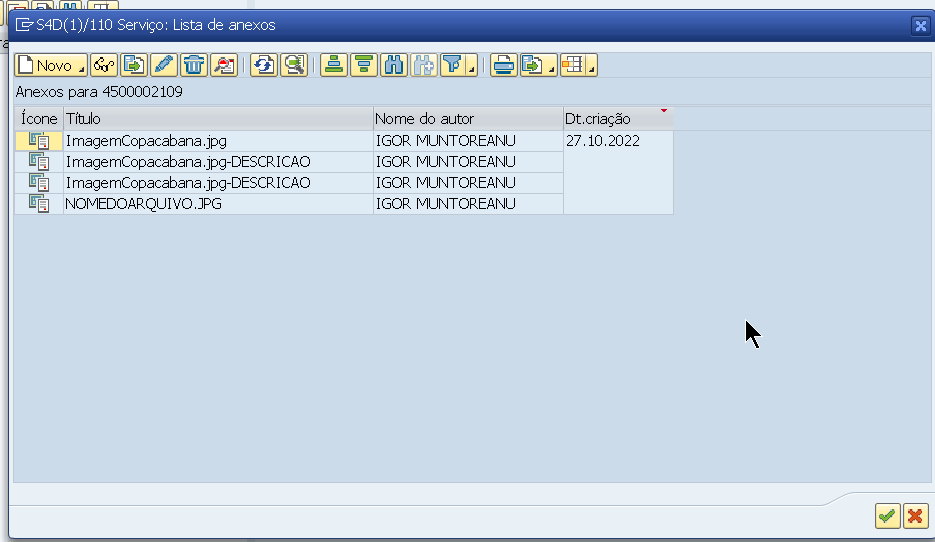 S4D(1)/110 Serviço: Lista de anexos
Novo
Anexos para 4500002109
Ícone Título Nome do autor Dt.criação
ImagemCopacabana.jpg IGOR MUNTOREANU 27.10.2022
ImagemCopacabana.jpg-DESCRICAO IGOR MUNTOREANU
ImagemCopacabana.jpg-DESCRICAO IGOR MUNTOREANU
NOMEDOARQUIVO.JPG IGOR MUNTOREANU